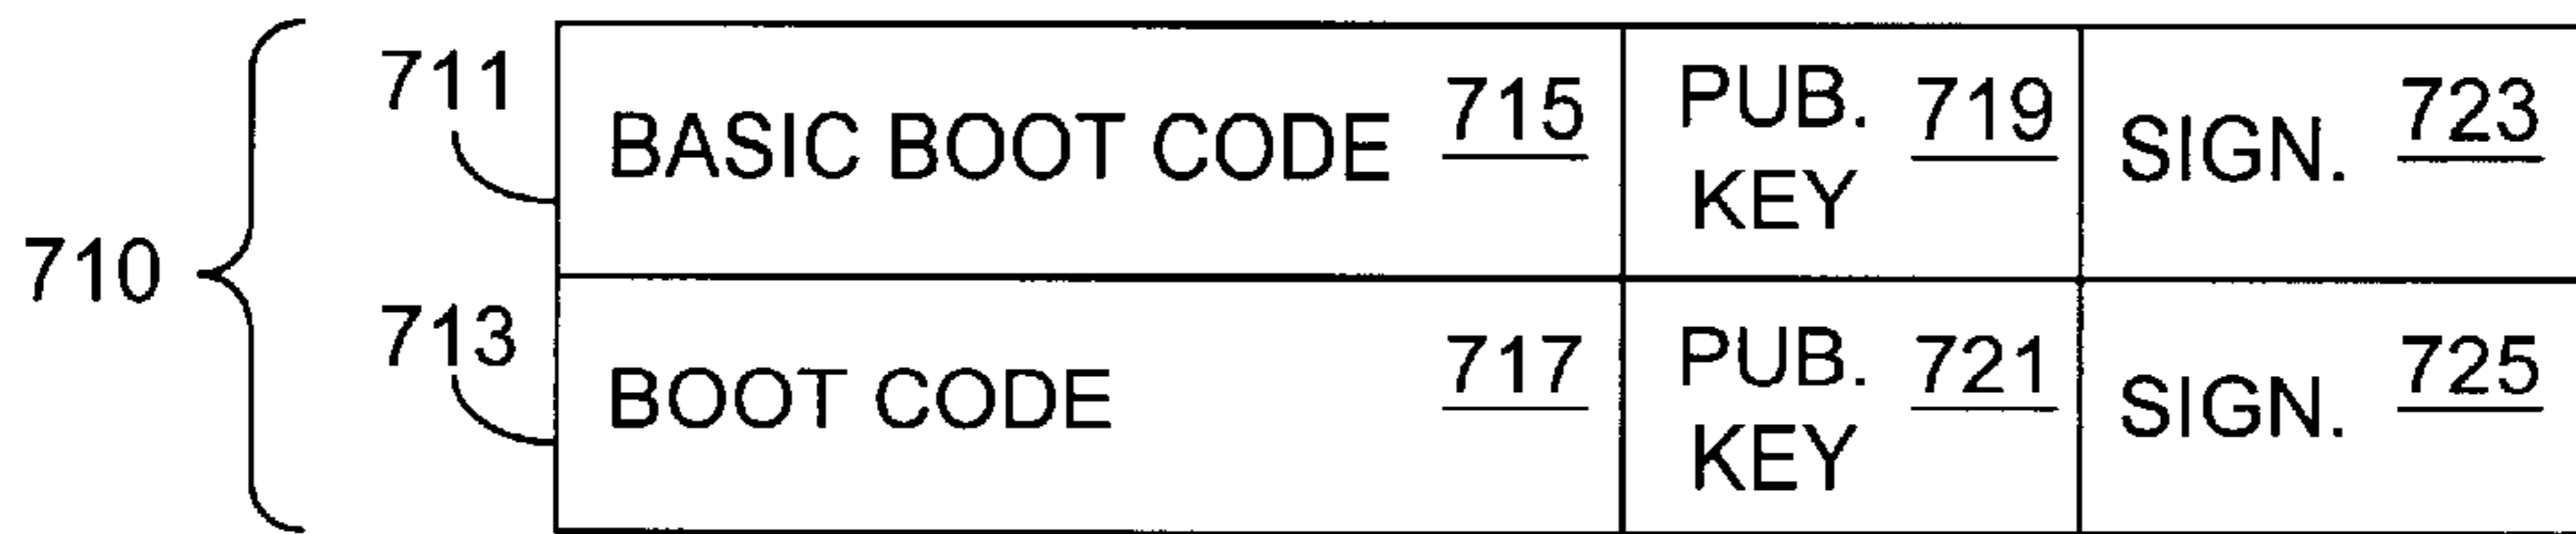 710
711
BASIC BOOT CODE 715
PUB. KEY 719
SIGN. 723
713
BOOT CODE 717
PUB. KEY 721
SIGN. 725